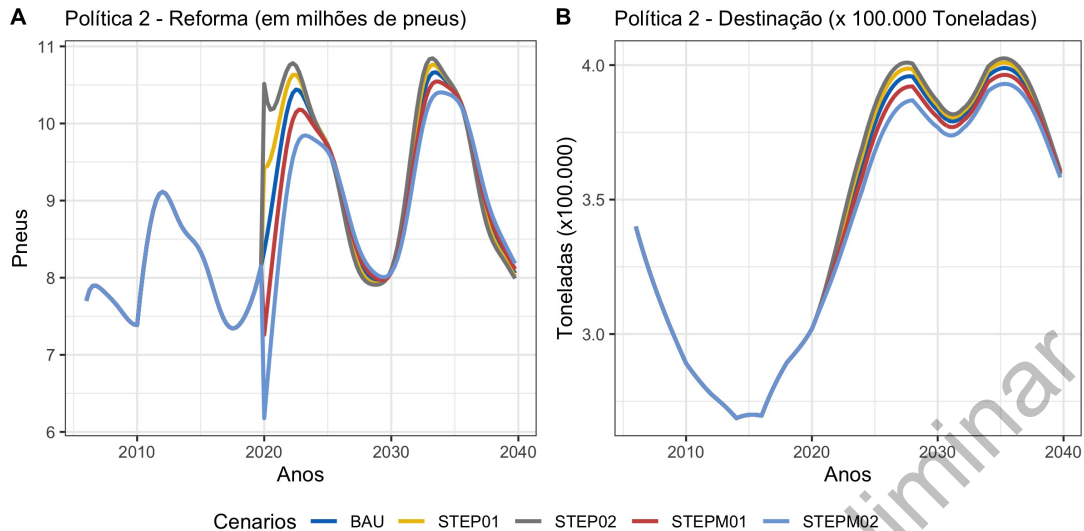 A Política 2 - Reforma (em milhões de pneus)
Pneus
11
10
9
8
7
6
2010 2020 2030 2040
Anos
B Política 2 - Destinação (x 100.000 Toneladas)
Toneladas (x100.000)
4.0
3.5
3.0
2010 2020 2030 2040
Anos
liminar
Cenarios BAU STEP01 STEP02 STEPM01 STEPM02